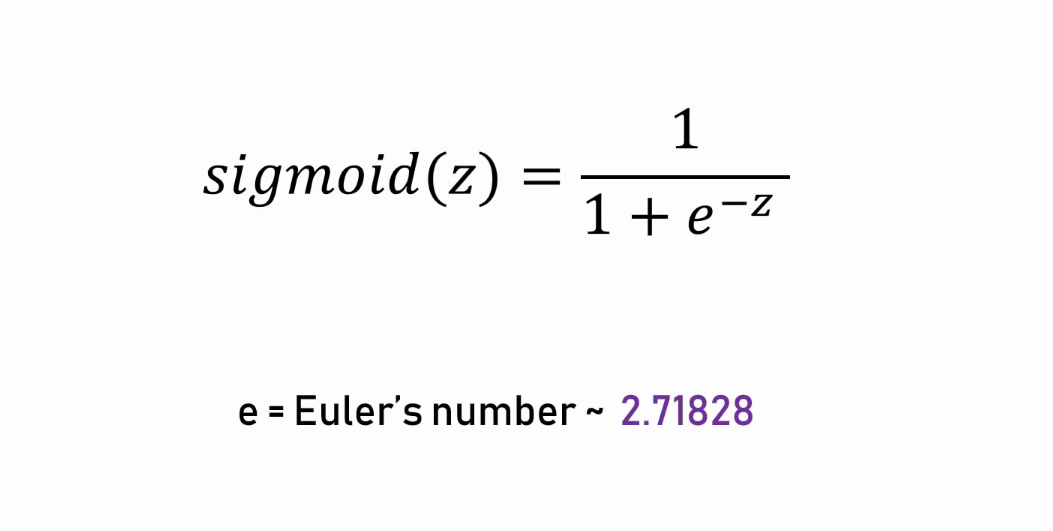 sigmoid(z) = 1 / (1 + e^{-z})
e = Euler's number ~ 2.71828